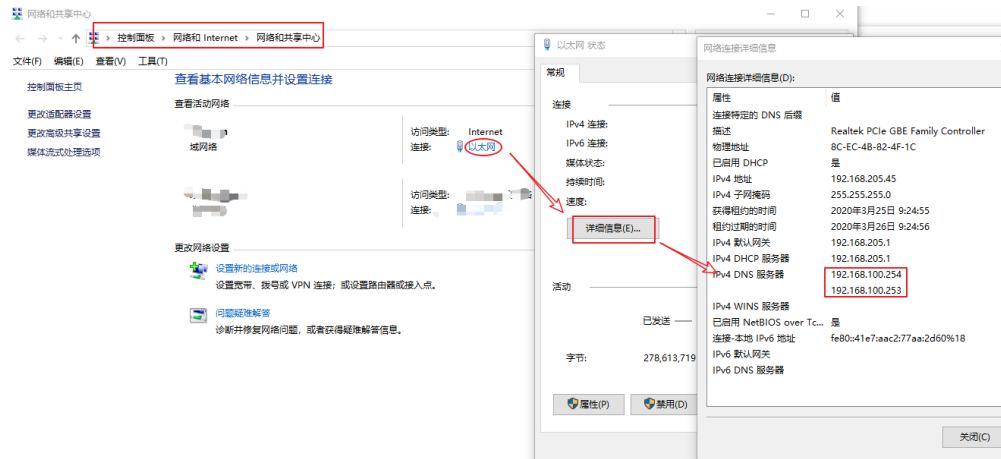 网络和共享中心
控制面板 › 网络和 Internet › 网络和共享中心
文件(F) 编辑(E) 查看(V) 工具(T)
控制面板主页
更改适配器设置
更改高级共享设置
媒体流式处理选项
查看基本网络信息并设置连接
查看活动网络
域网络
访问类型: Internet
连接: 以太网
访问类型:
连接:
更改网络设置
设置新的连接或网络
设置宽带、拨号或 VPN 连接；或设置路由器或接入点。
问题疑难解答
诊断并修复网络问题，或者获得疑难解答信息。
以太网 状态
常规
连接
IPv4 连接:
IPv6 连接:
媒体状态:
持续时间:
速度:
详细信息(E)...
活动
已发送 —
字节: 278,613,719
属性(P) 禁用(D)
网络连接详细信息
网络连接详细信息(D):
属性 值
连接特定的 DNS 后缀
描述 Realtek PCIe GBE Family Controller
物理地址 8C-EC-4B-82-4F-1C
已启用 DHCP 是
IPv4 地址 192.168.205.45
IPv4 子网掩码 255.255.255.0
获得租约的时间 2020年3月25日 9:24:55
租约过期的时间 2020年3月26日 9:24:56
IPv4 默认网关 192.168.205.1
IPv4 DHCP 服务器 192.168.205.1
IPv4 DNS 服务器 192.168.100.254
192.168.100.253
IPv4 WINS 服务器
已启用 NetBIOS over Tc... 是
连接-本地 IPv6 地址 fe80::41e7:aac2:77aa:2d60%18
IPv6 默认网关
IPv6 DNS 服务器
关闭(C)